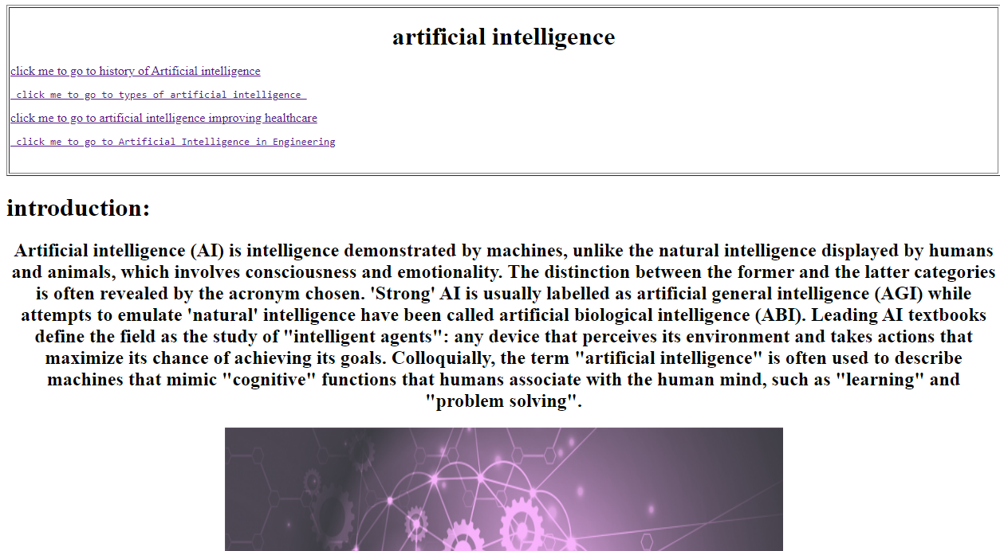 artificial intelligence
click me to go to history of Artificial intelligence
click me to go to types of artificial intelligence
click me to go to artificial intelligence improving healthcare
click me to go to Artificial Intelligence in Engineering
introduction:
Artificial intelligence (AI) is intelligence demonstrated by machines, unlike the natural intelligence displayed by humans
and animals, which involves consciousness and emotionality. The distinction between the former and the latter categories
is often revealed by the acronym chosen. 'Strong' AI is usually labelled as artificial general intelligence (AGI) while
attempts to emulate 'natural' intelligence have been called artificial biological intelligence (ABI). Leading AI textbooks
define the field as the study of "intelligent agents": any device that perceives its environment and takes actions that
maximize its chance of achieving its goals. Colloquially, the term "artificial intelligence" is often used to describe
machines that mimic "cognitive" functions that humans associate with the human mind, such as "learning" and
"problem solving".